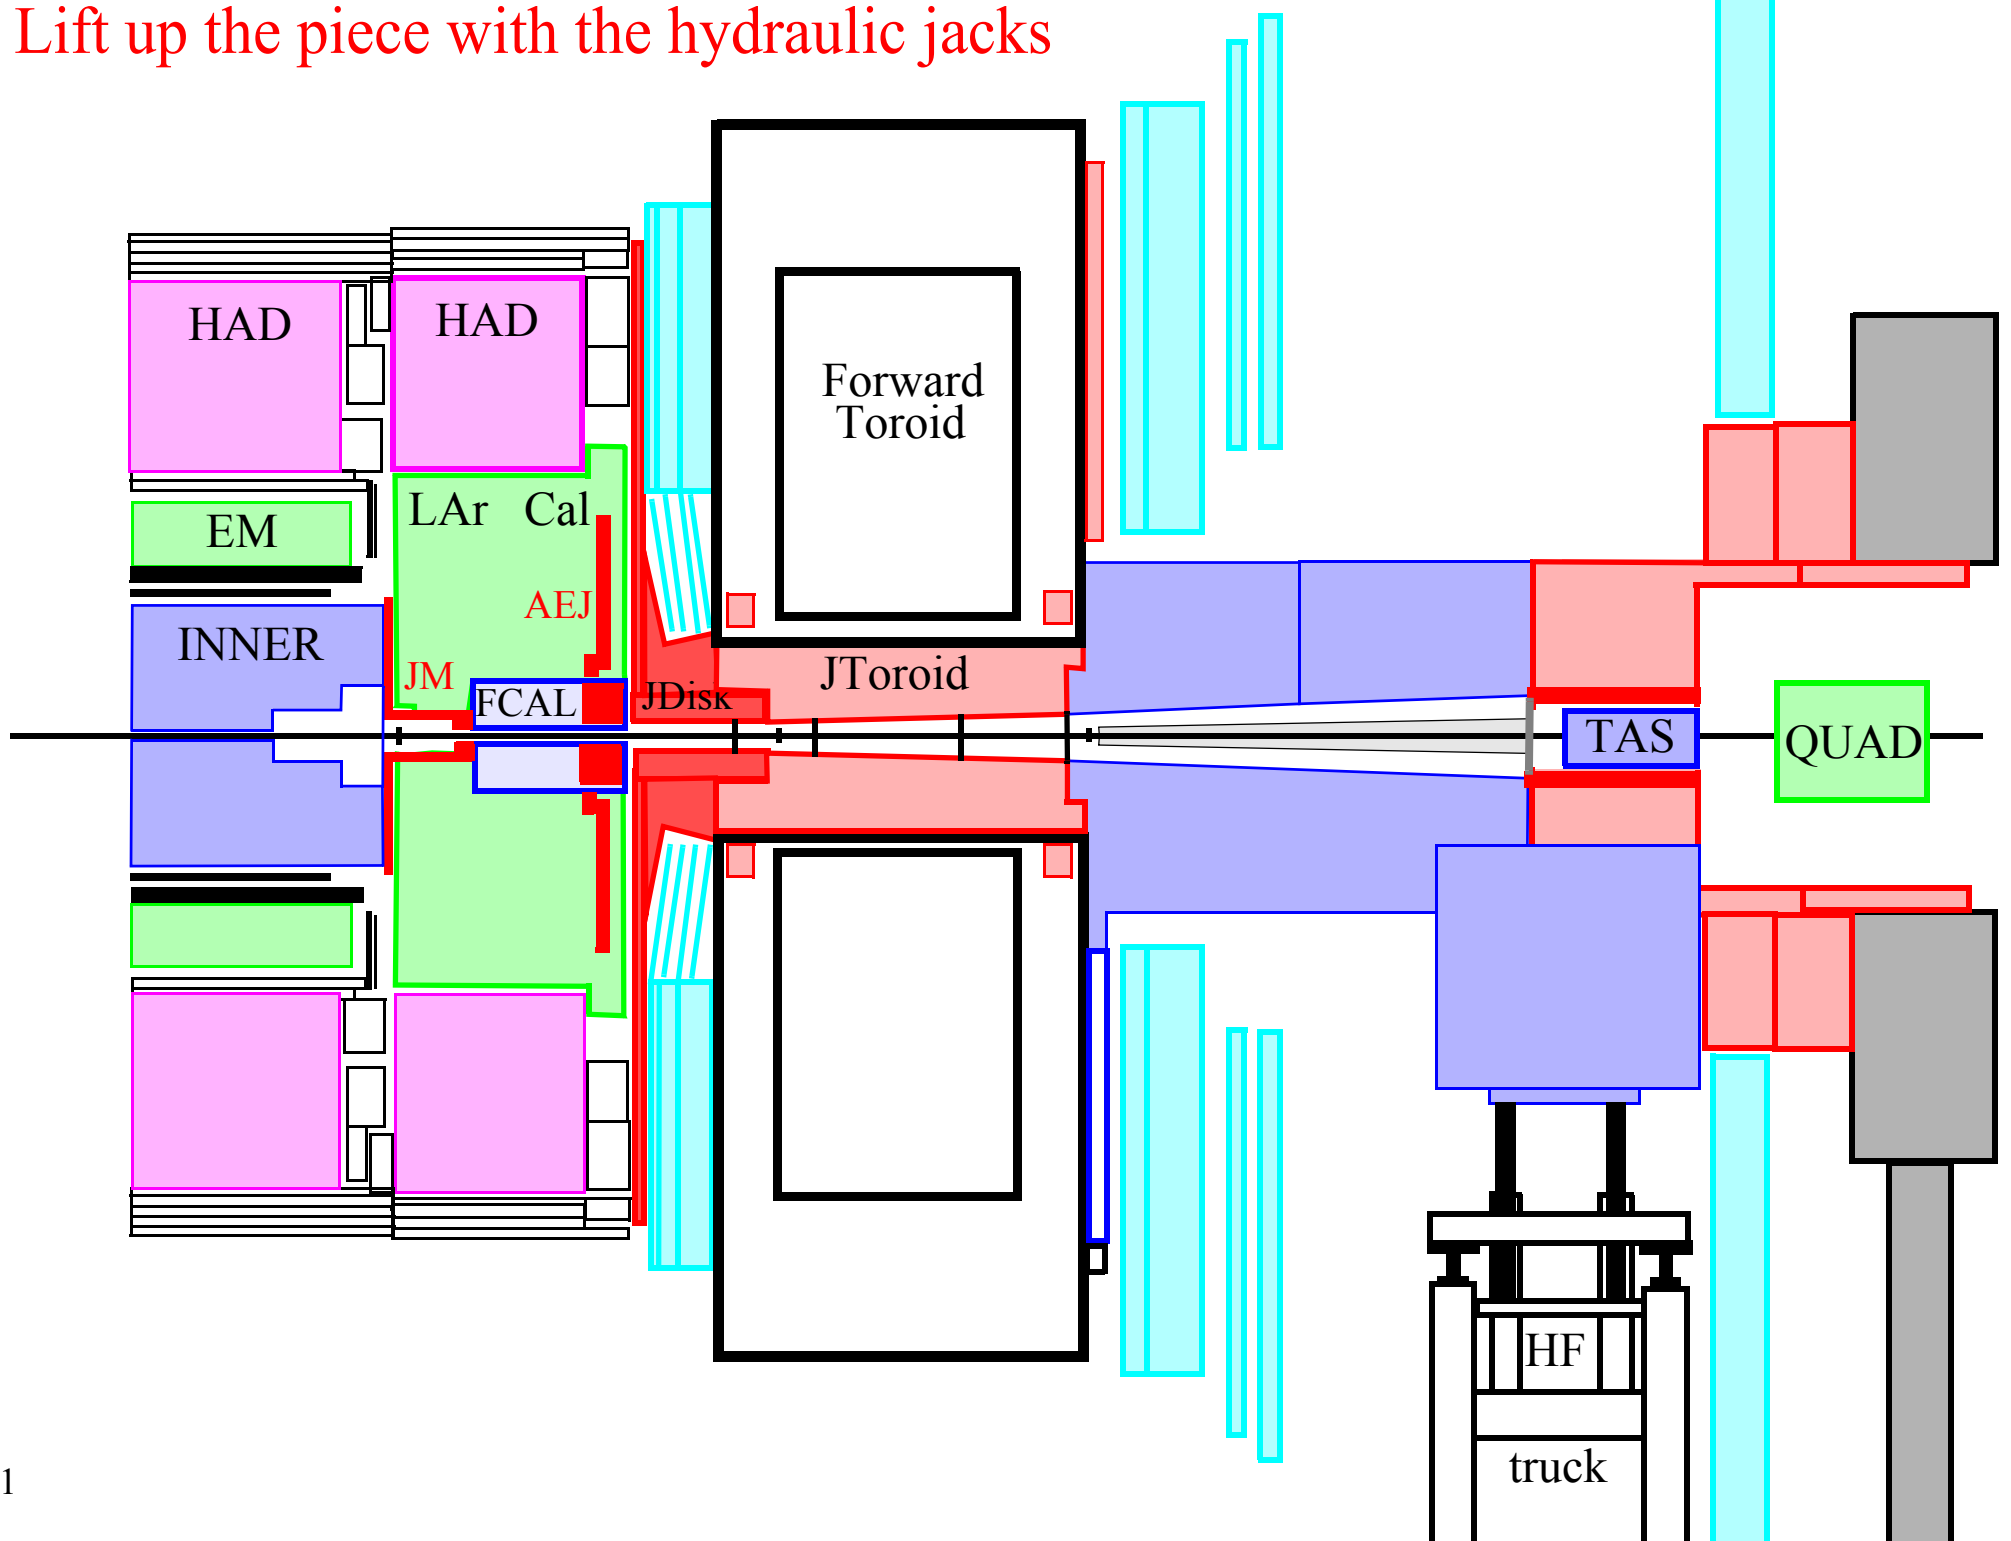 Lift up the piece with the hydraulic jacks
HAD
HAD
Forward
Toroid
LAr Cal
EM
AEJ
INNER
JM
JToroid
FCAL
JDisk
TAS
QUAD
HF
truck
1